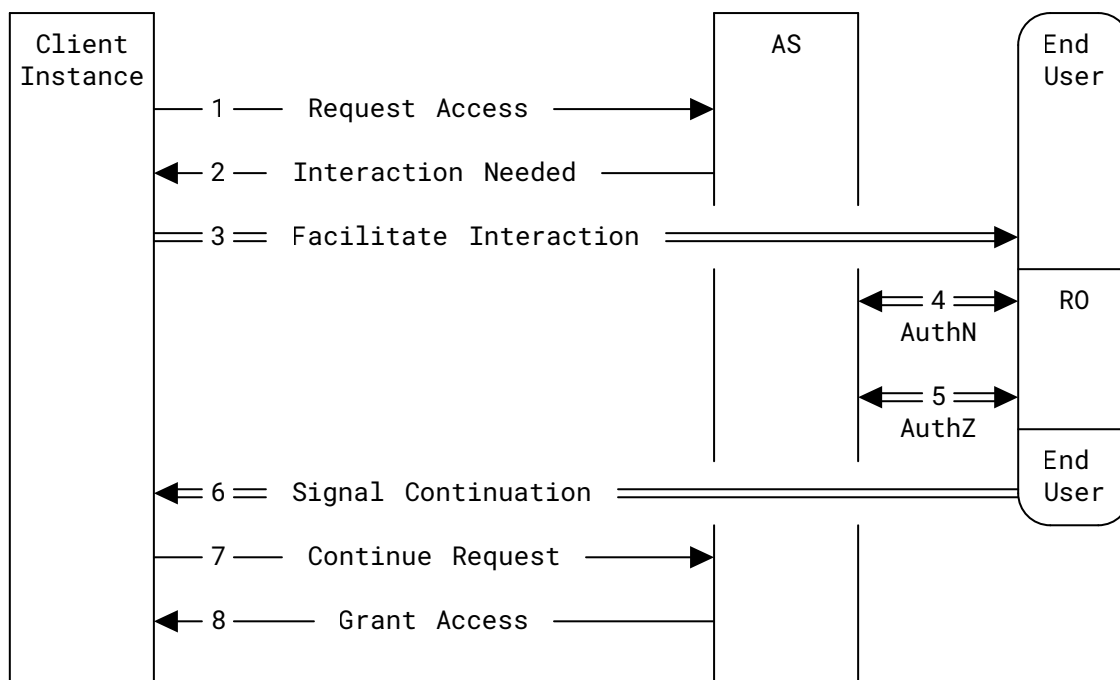 Client
Instance
AS
End
User
1 Request Access
2 Interaction Needed
3 Facilitate Interaction
4
RO
AuthN
5
AuthZ
End
User
6 Signal Continuation
7 Continue Request
8 Grant Access